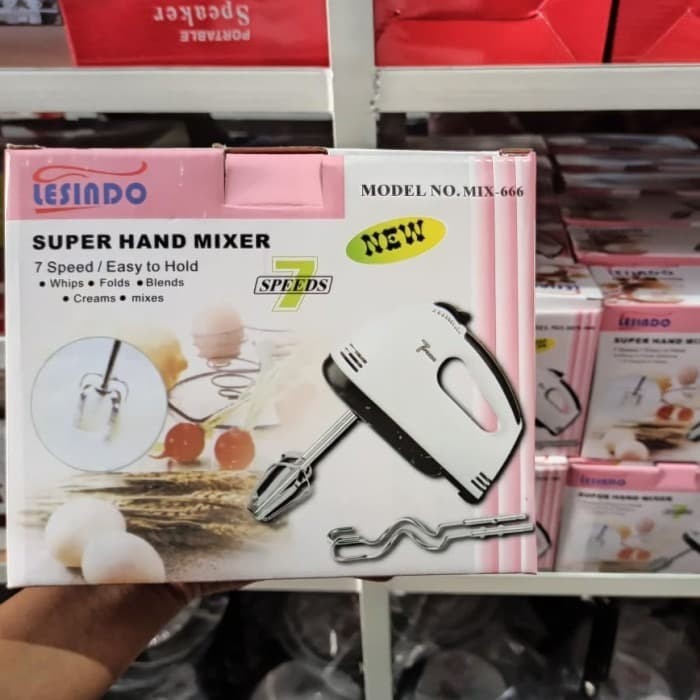 PORTABLE
Speaker
LESINDO
MODEL NO. MIX-666
SUPER HAND MIXER
7 Speed / Easy to Hold
• Whips • Folds • Blends
• Creams • mixes
7
SPEEDS
NEW
LESINDO
SUPER HAND MI
LESINDO
SUPER HAND MIXER